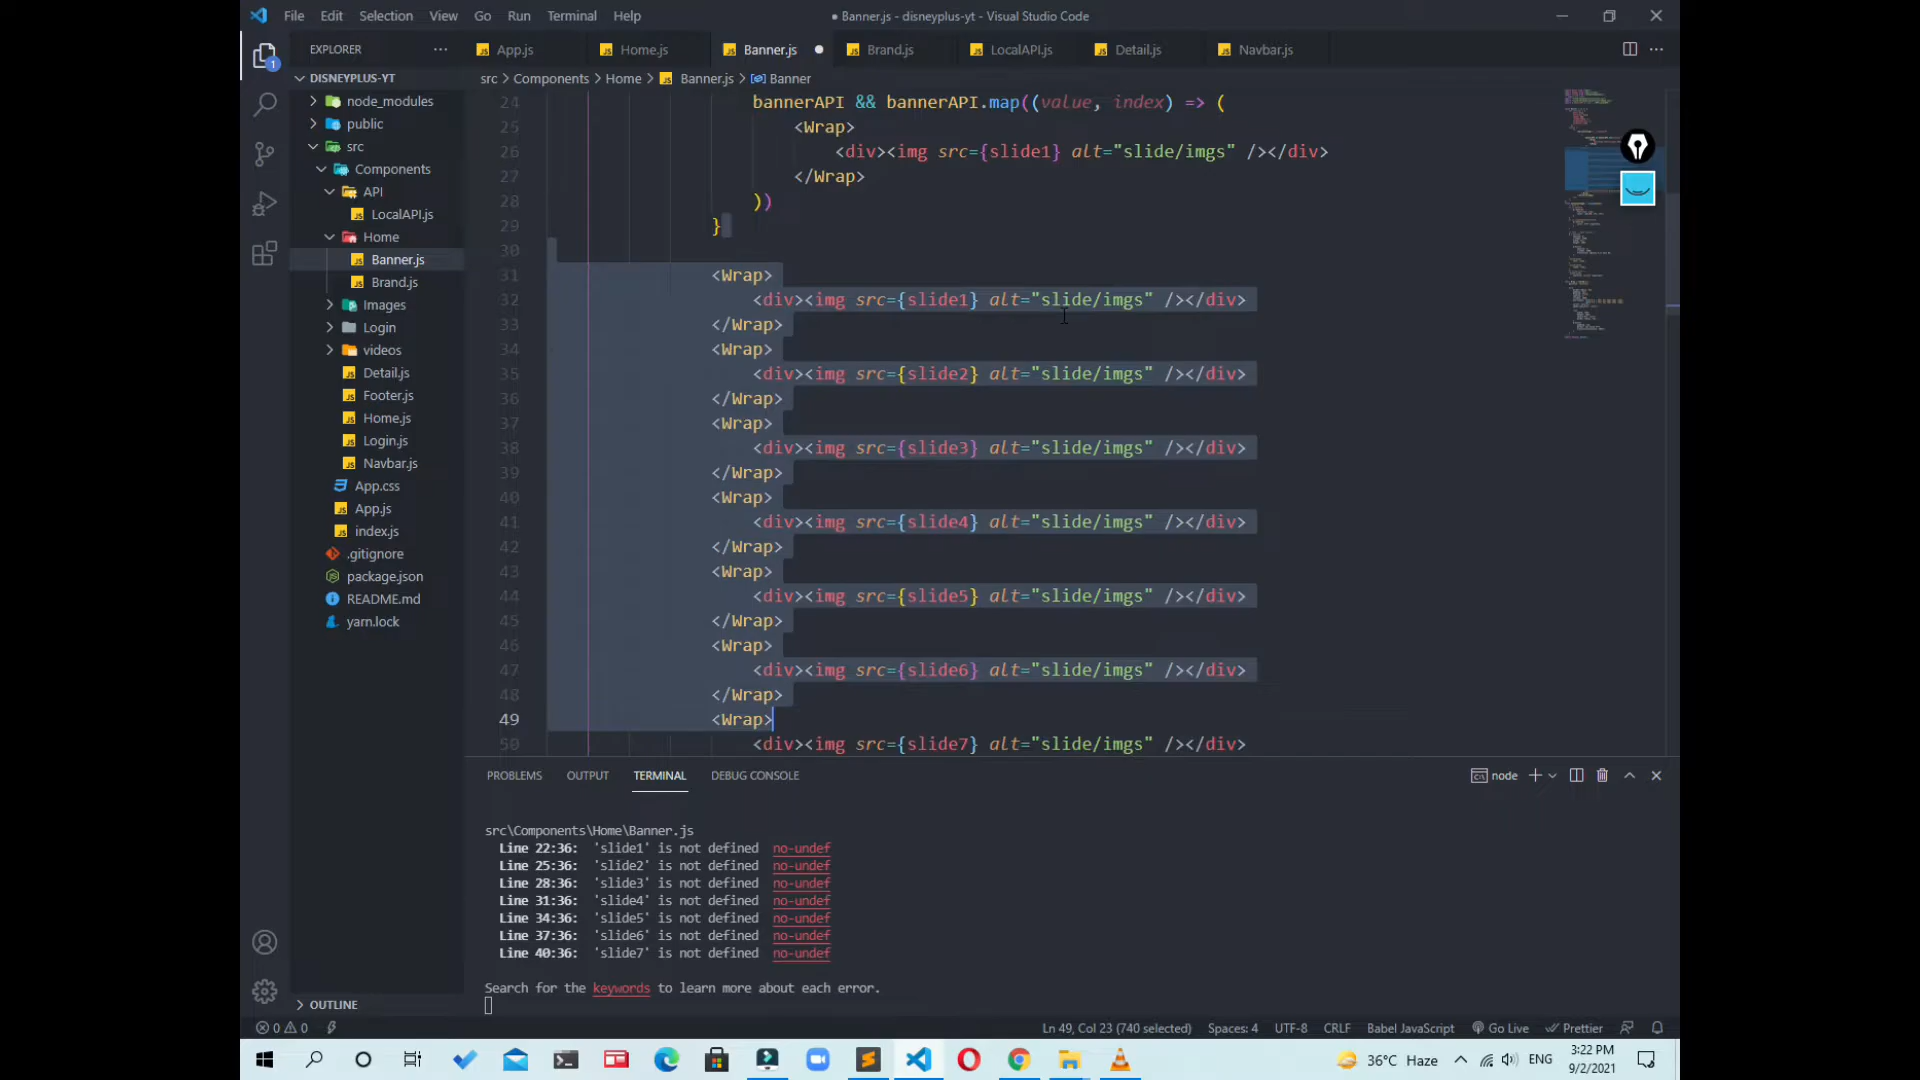 File Edit Selection View Go Run Terminal Help
● Banner.js - disneyplus-yt - Visual Studio Code
EXPLORER
App.js
Home.js
Banner.js
Brand.js
LocalAPI.js
Detail.js
Navbar.js
DISNEYPLUS-YT
src > Components > Home > Banner.js > Banner
node_modules
public
src
Components
API
LocalAPI.js
Home
Banner.js
Brand.js
Images
Login
videos
Detail.js
Footer.js
Home.js
Login.js
Navbar.js
App.css
App.js
index.js
.gitignore
package.json
README.md
yarn.lock
OUTLINE
1
24 bannerAPI && bannerAPI.map((value, index) => (
25 <Wrap>
26 <div><img src={slide1} alt="slide/imgs" /></div>
27 </Wrap>
28 ))
29 }
30
31 <Wrap>
32 <div><img src={slide1} alt="slide/imgs" /></div>
33 </Wrap>
34 <Wrap>
35 <div><img src={slide2} alt="slide/imgs" /></div>
36 </Wrap>
37 <Wrap>
38 <div><img src={slide3} alt="slide/imgs" /></div>
39 </Wrap>
40 <Wrap>
41 <div><img src={slide4} alt="slide/imgs" /></div>
42 </Wrap>
43 <Wrap>
44 <div><img src={slide5} alt="slide/imgs" /></div>
45 </Wrap>
46 <Wrap>
47 <div><img src={slide6} alt="slide/imgs" /></div>
48 </Wrap>
49 <Wrap>
50 <div><img src={slide7} alt="slide/imgs" /></div>
PROBLEMS OUTPUT TERMINAL DEBUG CONSOLE
node
src\Components\Home\Banner.js
Line 22:36: 'slide1' is not defined no-undef
Line 25:36: 'slide2' is not defined no-undef
Line 28:36: 'slide3' is not defined no-undef
Line 31:36: 'slide4' is not defined no-undef
Line 34:36: 'slide5' is not defined no-undef
Line 37:36: 'slide6' is not defined no-undef
Line 40:36: 'slide7' is not defined no-undef
Search for the keywords to learn more about each error.
0 0
Ln 49, Col 23 (740 selected) Spaces: 4 UTF-8 CRLF Babel JavaScript Go Live Prettier
36°C Haze ENG
3:22 PM
9/2/2021